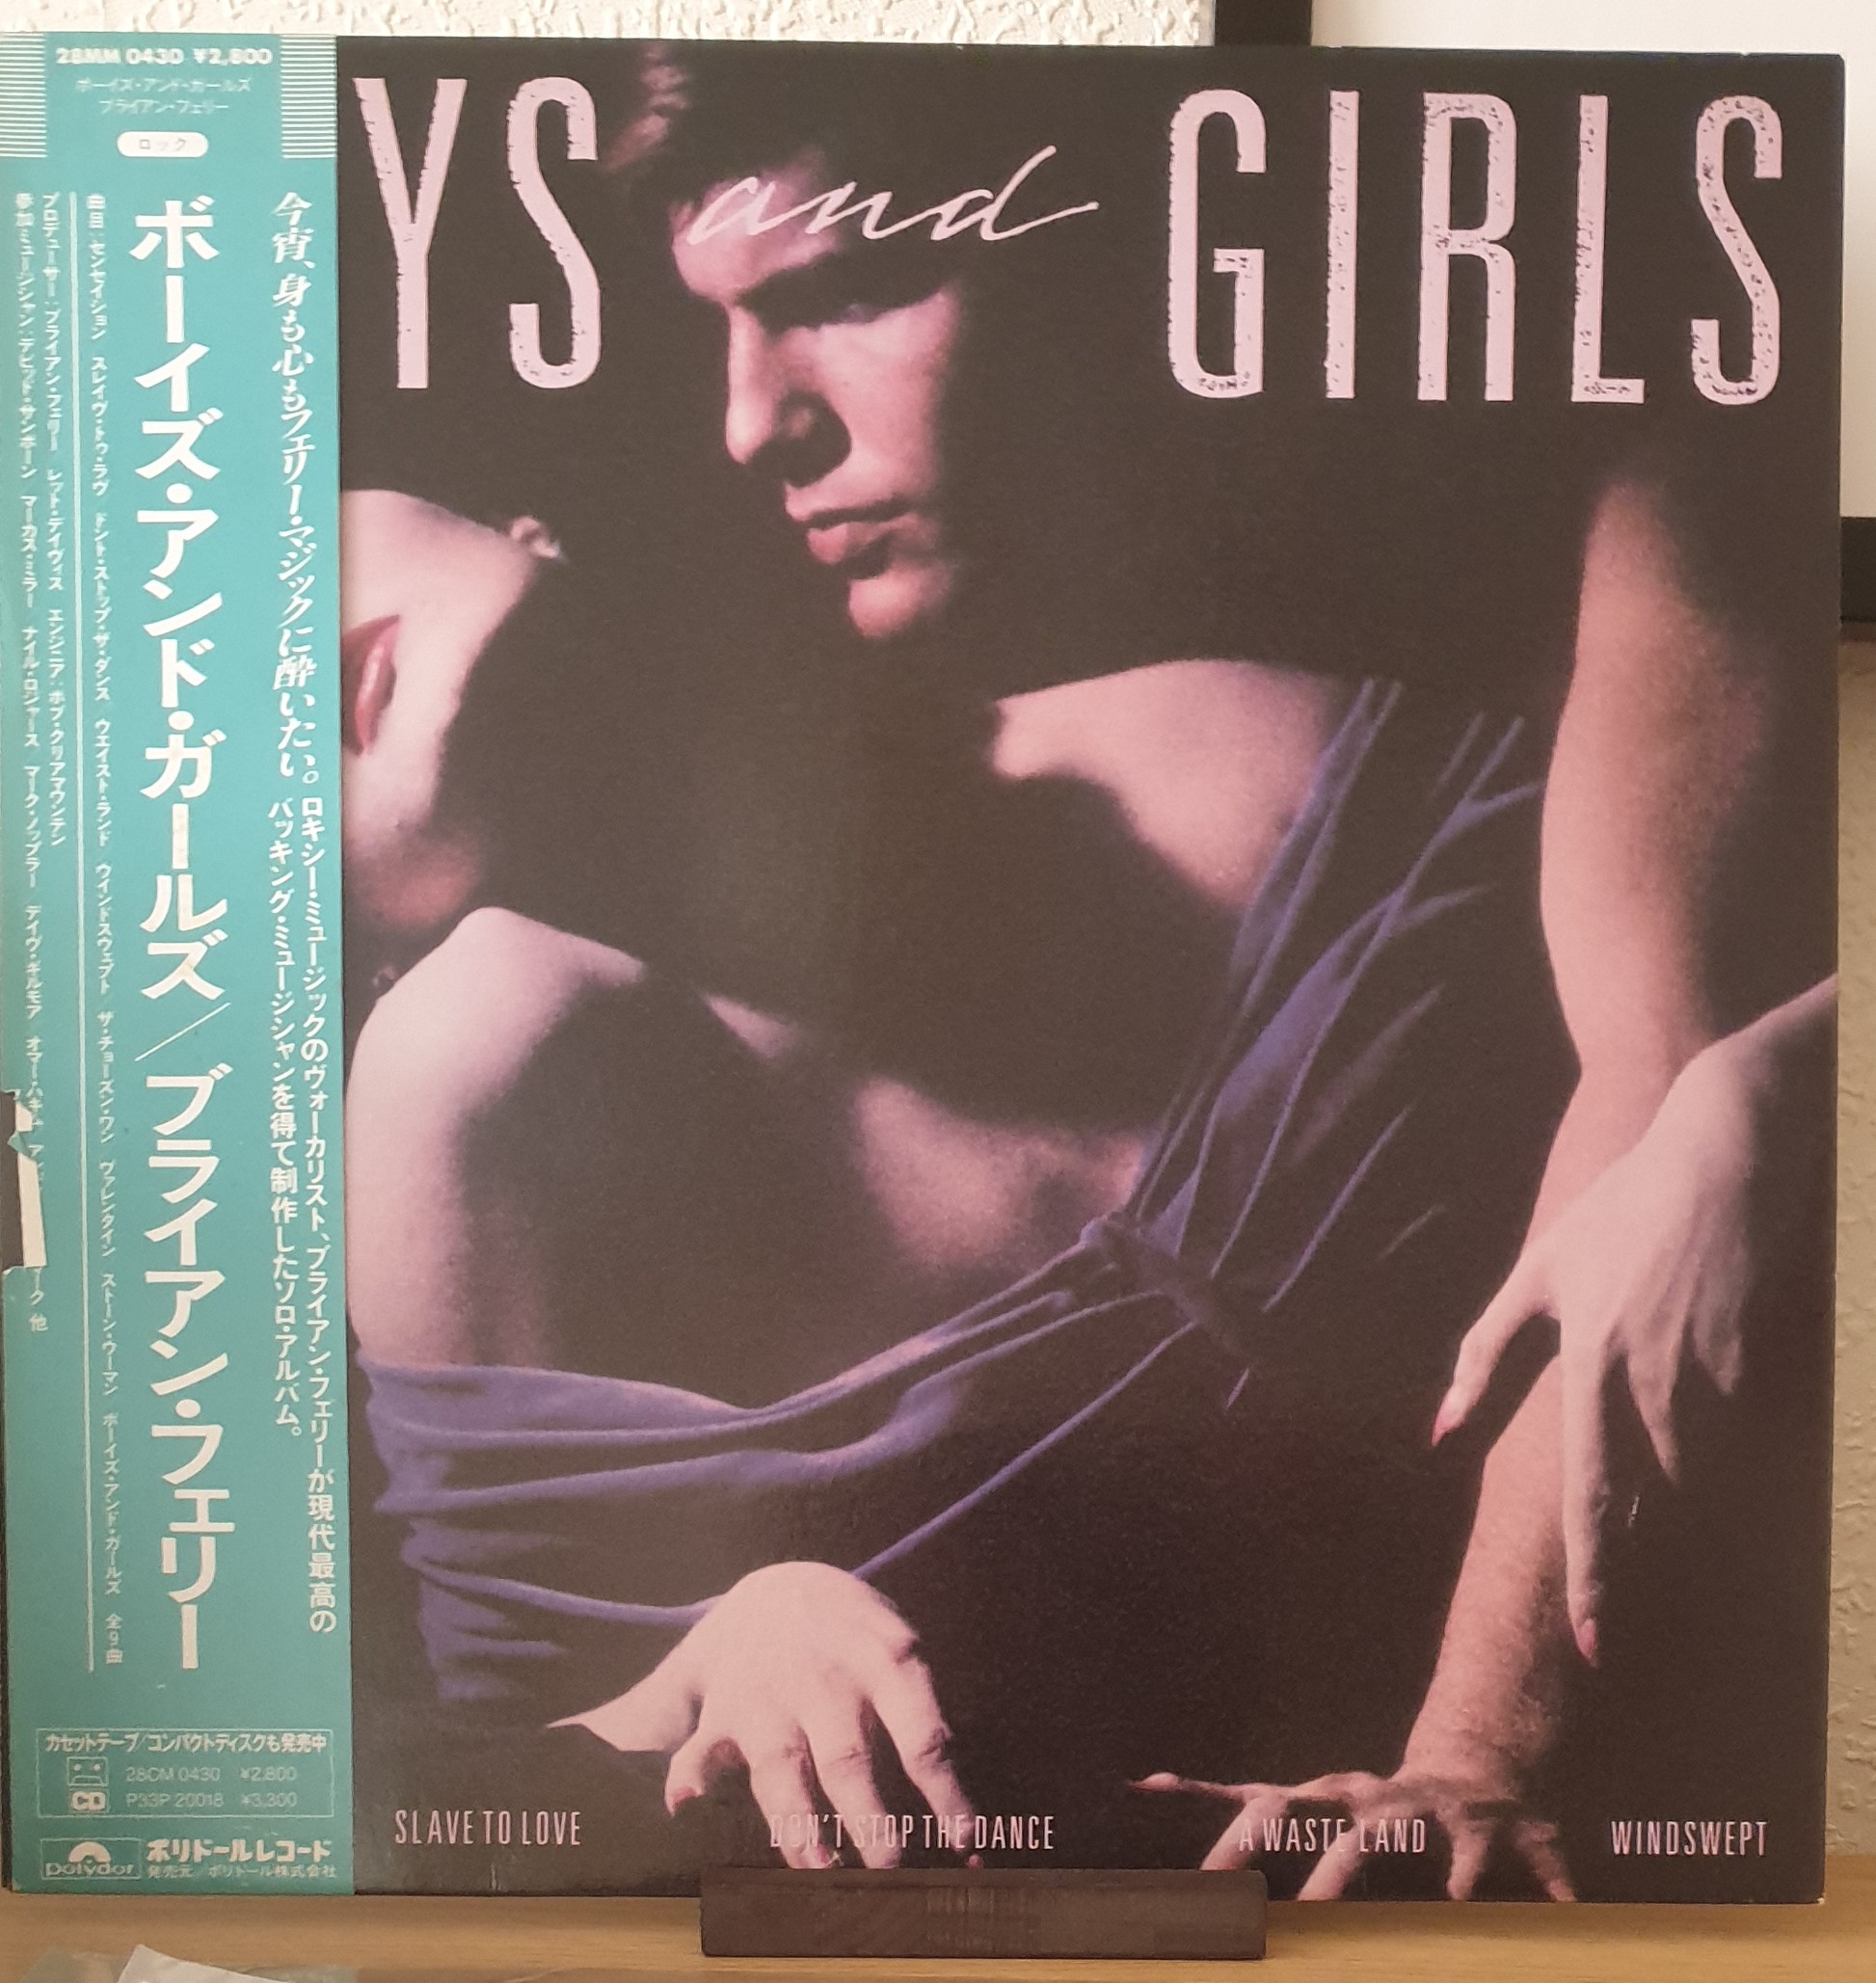 28MM 0430 ¥2,800
ボーイズ・アンド・ガールズ
ブライアン・フェリー
ロック
今宵、身も心もフェリー・マジックに酔いたい。
ロキシー・ミュージックのヴォーカリスト、ブライアン・フェリーが現代最高の
バッキング・ミュージシャンを得て制作したソロ・アルバム。
ボーイズ・アンド・ガールズ/ブライアン・フェリー
曲目:センセイション スレイヴ・トゥ・ラヴ ドント・ストップ・ザ・ダンス ウエイスト・ランド ウインドスウェプト ザ・チョーズン・ワン ヴァレンタイン ストーン・ウーマン ボーイズ・アンド・ガールズ 全9曲
プロデューサー:ブライアン・フェリー レット・デイヴィス エンジニア:ボブ・クリアマウンテン
参加ミュージシャン:デビッド・サンボーン マーカス・ミラー ナイル・ロジャース マーク・ノップラー デイヴ・ギルモア オマー・ハキム 他
カセットテープ/コンパクトディスクも発売中
28CM 0430 ¥2,800
CD P33P 20018 ¥3,300
polydor ポリドールレコード
発売元/ポリドール株式会社
YS and GIRLS
SLAVE TO LOVE DON'T STOP THE DANCE A WASTE LAND WINDSWEPT